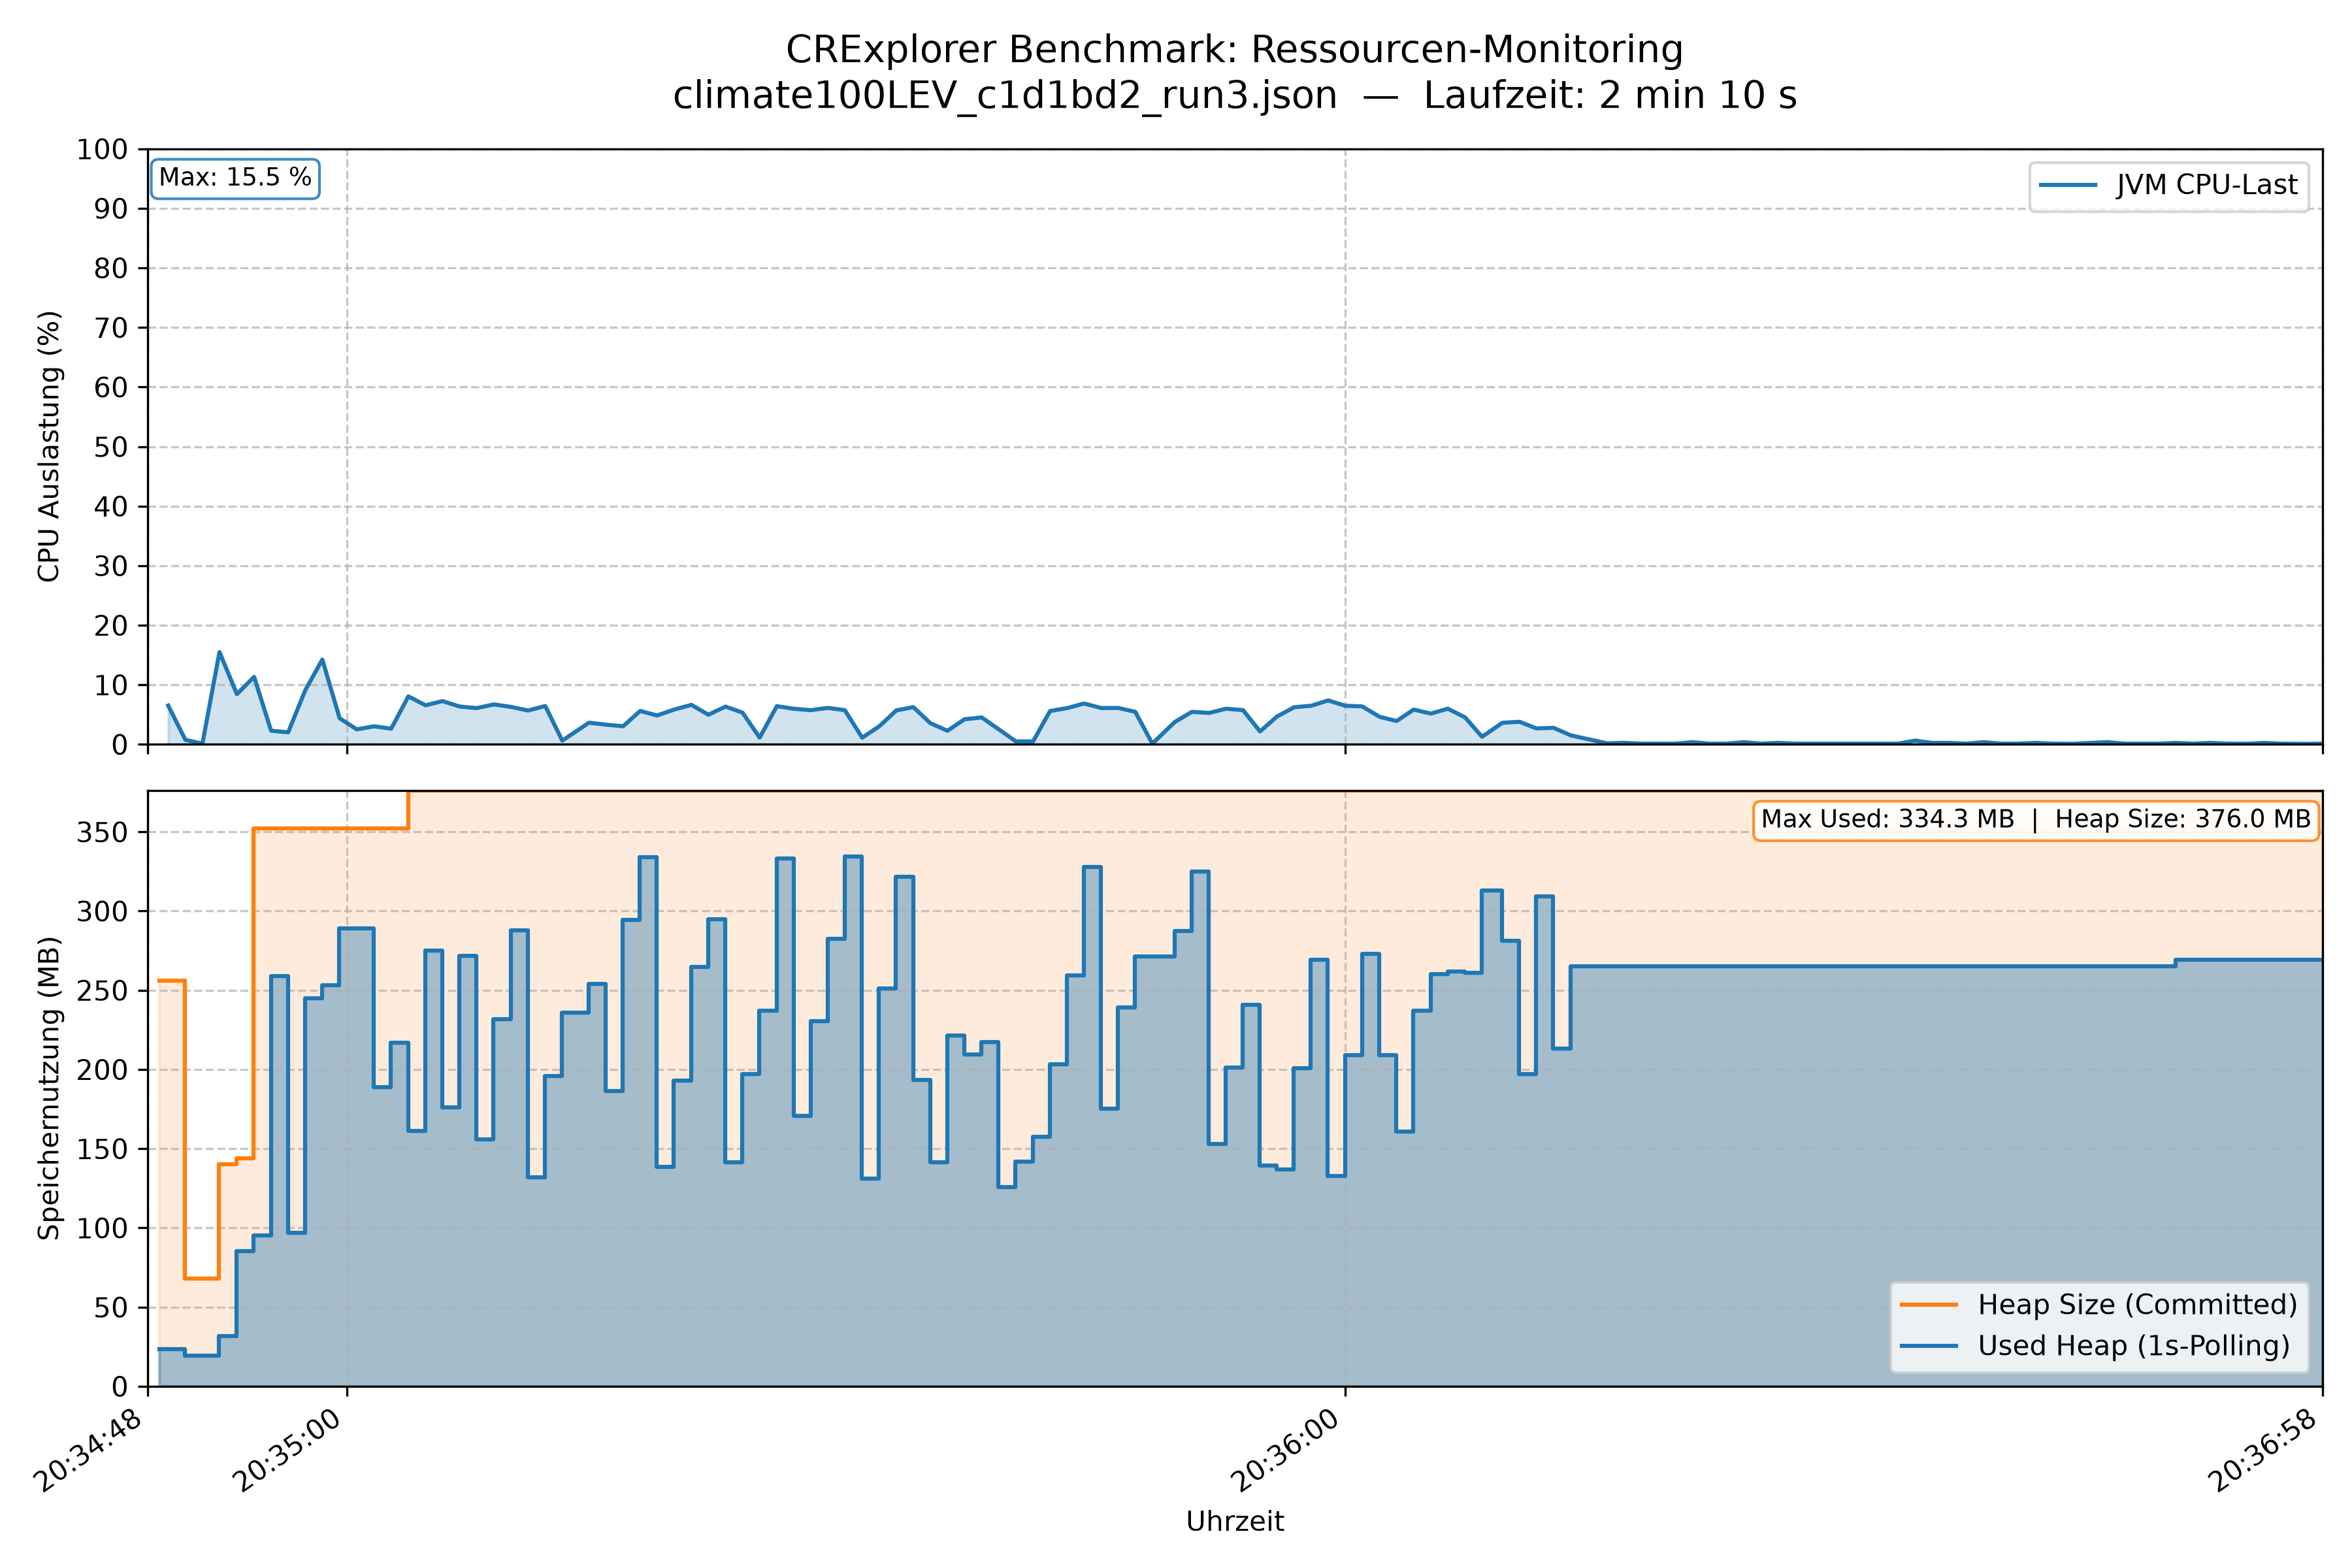 CRExplorer Benchmark: Ressourcen-Monitoring
climate100LEV_c1d1bd2_run3.json — Laufzeit: 2 min 10 s
CPU Auslastung (%)
100
90
80
70
60
50
40
30
20
10
0
Max: 15.5 %
JVM CPU-Last
Speichernutzung (MB)
350
300
250
200
150
100
50
0
Max Used: 334.3 MB | Heap Size: 376.0 MB
Heap Size (Committed)
Used Heap (1s-Polling)
20:34:48
20:35:00
20:36:00
20:36:58
Uhrzeit